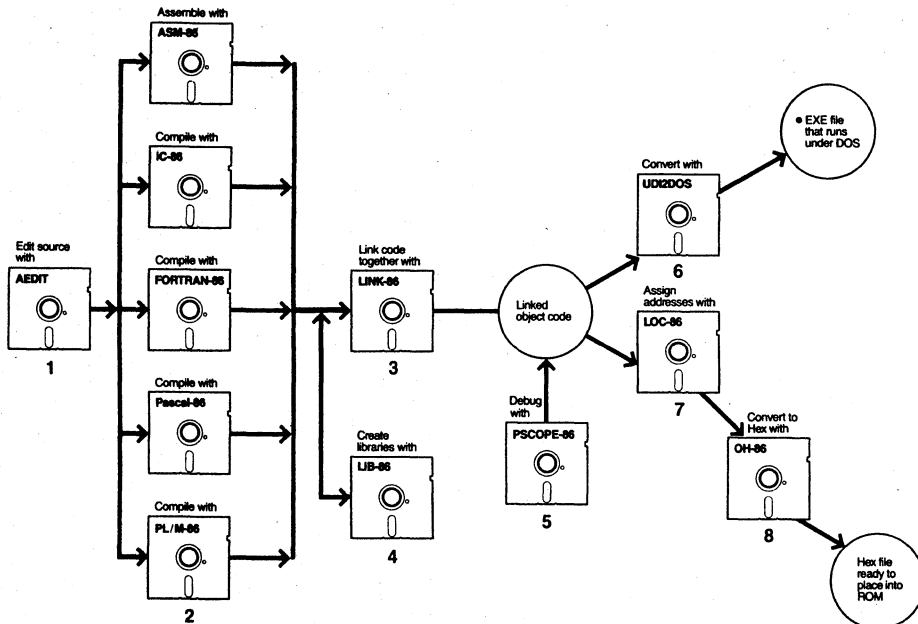 Assemble with
ASM-86
Compile with
iC-86
Edit source
with
AEDIT
1
Compile with
FORTRAN-86
Compile with
Pascal-86
Compile with
PL/M-86
2
Link code
together with
LINK-86
3
Create
libraries with
LIB-86
4
Linked
object code
Debug
with
PSCOPE-86
5
Convert with
UDI2DOS
6
• EXE file
that runs
under DOS
Assign
addresses with
LOC-86
7
Convert to
Hex with
OH-86
8
Hex file
ready to
place into
ROM